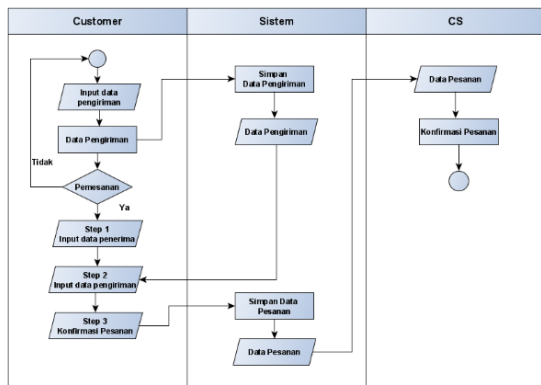 Customer
Sistem
CS
Input data
pengiriman
Data Pengiriman
Tidak
Pemesanan
Ya
Step 1
Input data penerima
Step 2
Input data pengiriman
Step 3
Konfirmasi Pesanan
Simpan
Data Pengiriman
Data Pengiriman
Simpan Data
Pesanan
Data Pesanan
Data Pesanan
Konfirmasi Pesanan